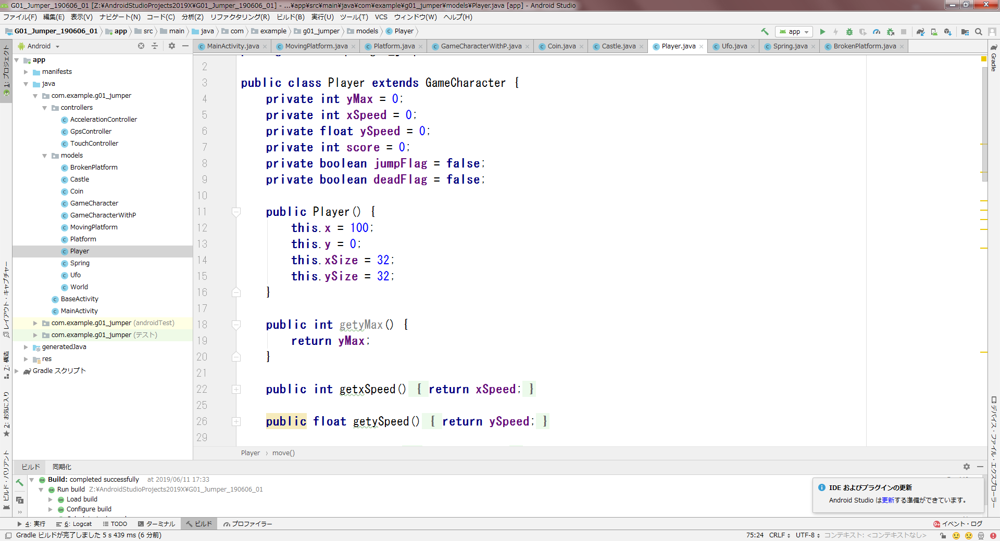 G01_Jumper_190606_01 [Z:¥AndroidStudioProjects2019X¥G01_Jumper_190606_01] - ...¥app¥src¥main¥java¥com¥example¥g01_jumper¥models¥Player.java [app] - Android Studio
ファイル(F) 編集(E) 表示(V) ナビゲート(N) コード(C) 分析(Z) リファクタリング(R) ビルド(B) 実行(U) ツール(T) VCS ウィンドウ(W) ヘルプ(H)
G01_Jumper_190606_01 app src main java com example g01_jumper models Player
app
Android
MainActivity.java MovingPlatform.java Platform.java GameCharacterWithP.java Coin.java Castle.java Player.java Ufo.java Spring.java BrokenPlatform.java
1: プロジェクト
レイアウト・キャプチャー
Z: 構造
2: お気に入り
ビルド・バリアント
app
manifests
java
com.example.g01_jumper
controllers
AccelerationController
GpsController
TouchController
models
BrokenPlatform
Castle
Coin
GameCharacter
GameCharacterWithP
MovingPlatform
Platform
Player
Spring
Ufo
World
BaseActivity
MainActivity
com.example.g01_jumper (androidTest)
com.example.g01_jumper (テスト)
generatedJava
res
Gradle スクリプト
2
3 public class Player extends GameCharacter {
4 private int yMax = 0;
5 private int xSpeed = 0;
6 private float ySpeed = 0;
7 private int score = 0;
8 private boolean jumpFlag = false;
9 private boolean deadFlag = false;
10
11 public Player() {
12 this.x = 100;
13 this.y = 0;
14 this.xSize = 32;
15 this.ySize = 32;
16 }
17
18 public int getyMax() {
19 return yMax;
20 }
21
22 public int getxSpeed() { return xSpeed; }
25
26 public float getySpeed() { return ySpeed; }
29
Player › move()
Gradle
デバイス・ファイル・エクスプローラー
ビルド 同期化
Build: completed successfully at 2019/06/11 17:33
Run build Z:¥AndroidStudioProjects2019X¥G01_Jumper_190606_01
Load build
Configure build
IDE およびプラグインの更新
Android Studio は更新する準備ができています。
4: 実行 6: Logcat TODO ターミナル ビルド プロファイラー
イベント・ログ
Gradle ビルドが完了しました 5 s 439 ms (6 分前)
75:24 CRLF UTF-8 コンテキスト: <コンテキストなし>